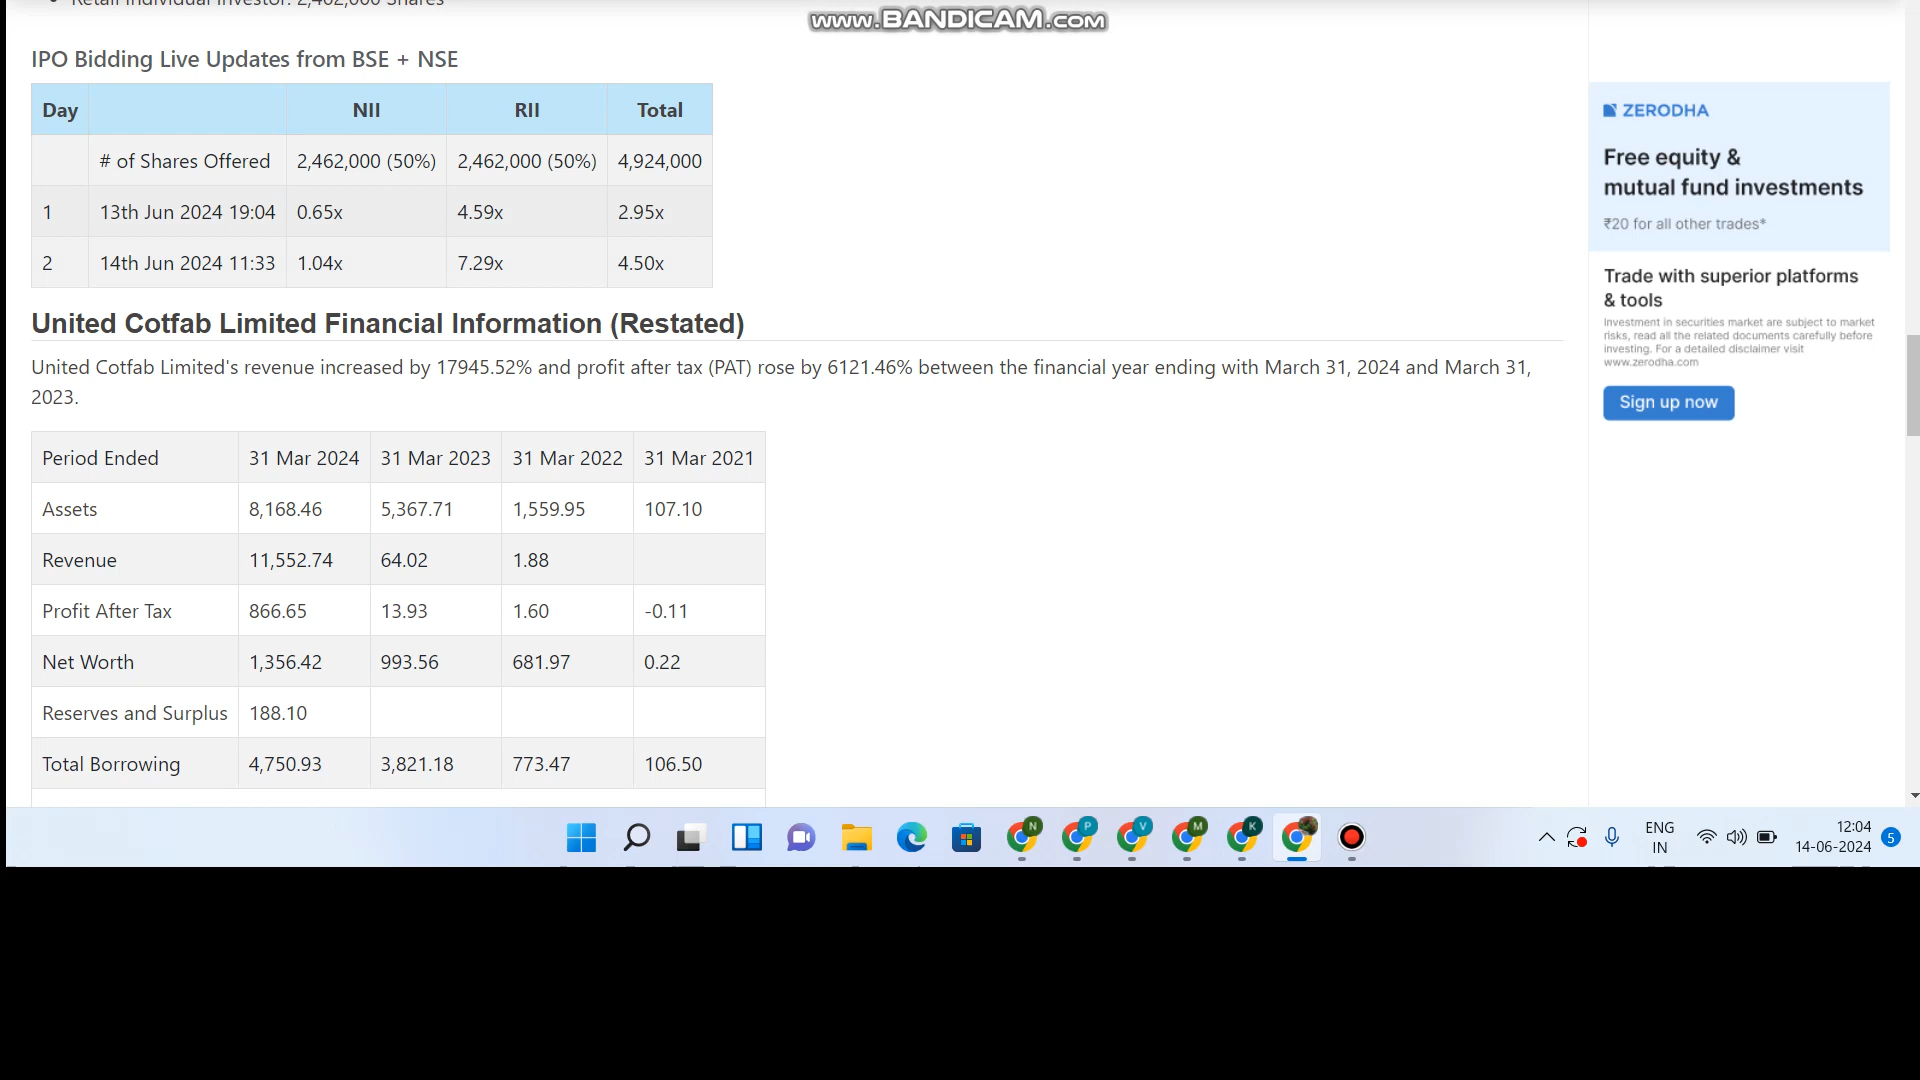 Retail Individual Investor: 2,462,000 Shares
www.BANDICAM.com
IPO Bidding Live Updates from BSE + NSE
Day NII RII Total
# of Shares Offered 2,462,000 (50%) 2,462,000 (50%) 4,924,000
1 13th Jun 2024 19:04 0.65x 4.59x 2.95x
2 14th Jun 2024 11:33 1.04x 7.29x 4.50x
United Cotfab Limited Financial Information (Restated)
United Cotfab Limited's revenue increased by 17945.52% and profit after tax (PAT) rose by 6121.46% between the financial year ending with March 31, 2024 and March 31,
2023.
Period Ended 31 Mar 2024 31 Mar 2023 31 Mar 2022 31 Mar 2021
Assets 8,168.46 5,367.71 1,559.95 107.10
Revenue 11,552.74 64.02 1.88
Profit After Tax 866.65 13.93 1.60 -0.11
Net Worth 1,356.42 993.56 681.97 0.22
Reserves and Surplus 188.10
Total Borrowing 4,750.93 3,821.18 773.47 106.50
ZERODHA
Free equity &
mutual fund investments
₹20 for all other trades*
Trade with superior platforms
& tools
Investment in securities market are subject to market
risks, read all the related documents carefully before
investing. For a detailed disclaimer visit
www.zerodha.com
Sign up now
N P V M K
ENG
IN
12:04
14-06-2024
5